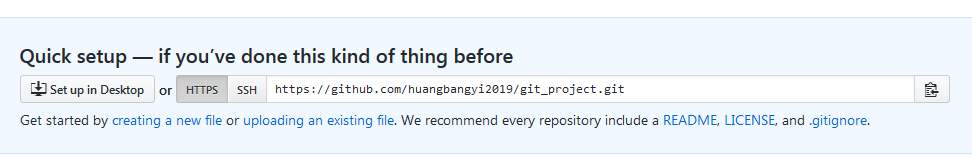 Quick setup — if you've done this kind of thing before
Set up in Desktop or HTTPS SSH https://github.com/huangbangyi2019/git_project.git
Get started by creating a new file or uploading an existing file. We recommend every repository include a README, LICENSE, and .gitignore.